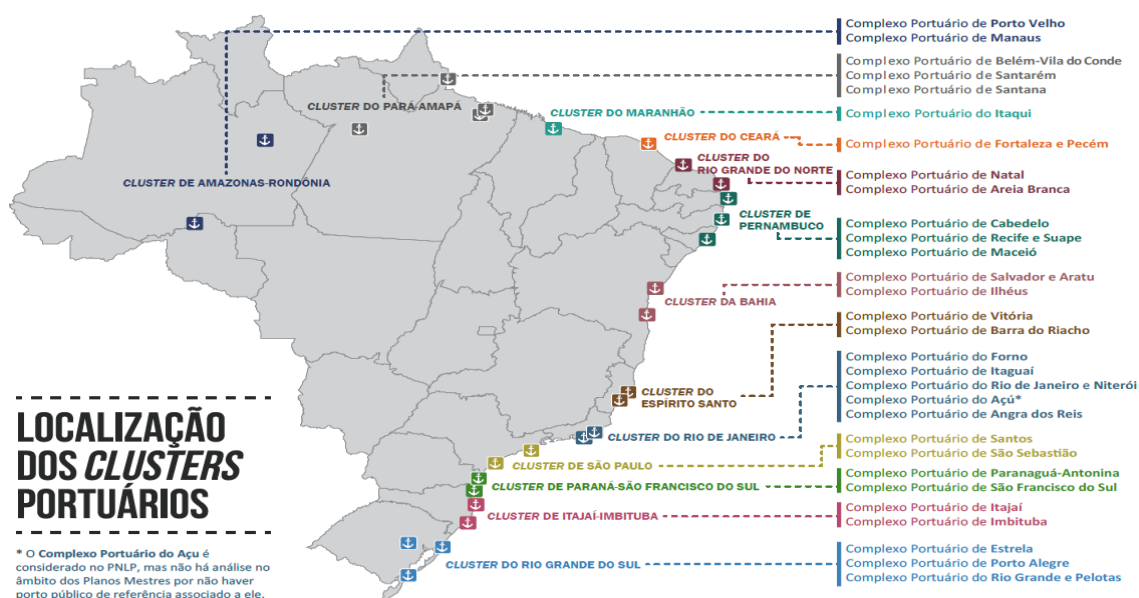 Complexo Portuário de Porto Velho
Complexo Portuário de Manaus
Complexo Portuário de Belém-Vila do Conde
Complexo Portuário de Santarém
Complexo Portuário de Santana
CLUSTER DO PARÁ-AMAPÁ
CLUSTER DO MARANHÃO
Complexo Portuário do Itaqui
CLUSTER DO CEARÁ
Complexo Portuário de Fortaleza e Pecém
CLUSTER DO
RIO GRANDE DO NORTE
Complexo Portuário de Natal
Complexo Portuário de Areia Branca
CLUSTER DE AMAZONAS-RONDÔNIA
CLUSTER DE
PERNAMBUCO
Complexo Portuário de Cabedelo
Complexo Portuário de Recife e Suape
Complexo Portuário de Maceió
CLUSTER DA BAHIA
Complexo Portuário de Salvador e Aratu
Complexo Portuário de Ilhéus
Complexo Portuário de Vitória
Complexo Portuário de Barra do Riacho
CLUSTER DO
ESPÍRITO SANTO
Complexo Portuário do Forno
Complexo Portuário de Itaguaí
Complexo Portuário do Rio de Janeiro e Niterói
Complexo Portuário do Açú*
Complexo Portuário de Angra dos Reis
CLUSTER DO RIO DE JANEIRO
CLUSTER DE SÃO PAULO
Complexo Portuário de Santos
Complexo Portuário de São Sebastião
CLUSTER DE PARANÁ-SÃO FRANCISCO DO SUL
Complexo Portuário de Paranaguá-Antonina
Complexo Portuário de São Francisco do Sul
CLUSTER DE ITAJAÍ-IMBITUBA
Complexo Portuário de Itajaí
Complexo Portuário de Imbituba
CLUSTER DO RIO GRANDE DO SUL
Complexo Portuário de Estrela
Complexo Portuário de Porto Alegre
Complexo Portuário do Rio Grande e Pelotas
LOCALIZAÇÃO
DOS CLUSTERS
PORTUÁRIOS
* O Complexo Portuário do Açu é
considerado no PNLP, mas não há análise no
âmbito dos Planos Mestres por não haver
porto público de referência associado a ele.